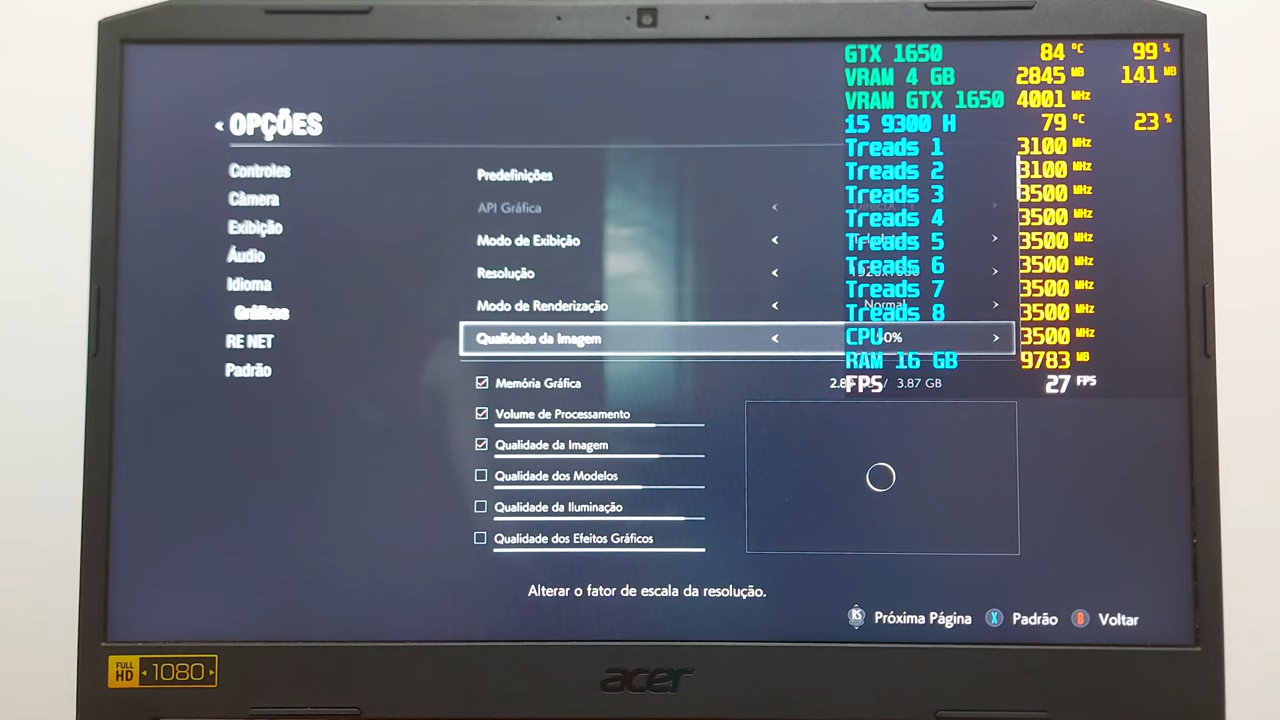 GTX 1650 84 °C 99 %
VRAM 4 GB 2845 MB 141 MB
VRAM GTX 1650 4001 MHz
i5 9300 H 79 °C 23 %
Treads 1 3100 MHz
Treads 2 3100 MHz
Treads 3 3500 MHz
Treads 4 3500 MHz
Treads 5 3500 MHz
Treads 6 3500 MHz
Treads 7 3500 MHz
Treads 8 3500 MHz
CPU 3500 MHz
RAM 16 GB 9783 MB
FPS 27 FPS
< OPÇÕES
Controles
Câmera
Exibição
Áudio
Idioma
Gráficos
RE NET
Padrão
Predefinições
API Gráfica <
Modo de Exibição < >
Resolução < >
Modo de Renderização < Normal >
Qualidade da Imagem < >
Memória Gráfica / 3.87 GB
Volume de Processamento
Qualidade da Imagem
Qualidade dos Modelos
Qualidade da Iluminação
Qualidade dos Efeitos Gráficos
Alterar o fator de escala da resolução.
RS Próxima Página X Padrão B Voltar
FULL HD 1080
acer